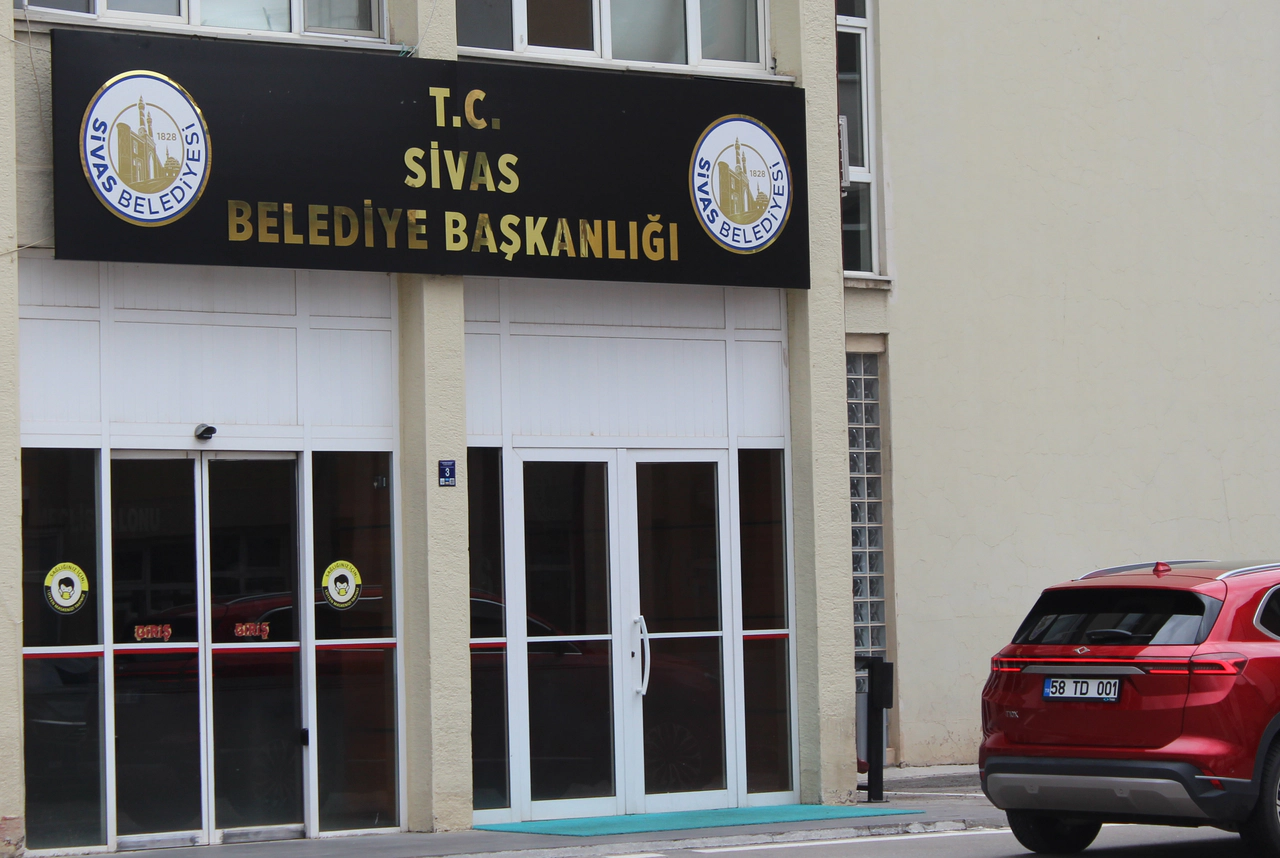 T.C.
SİVAS
BELEDİYE BAŞKANLIĞI
1828
SİVAS BELEDİYESİ
1828
SİVAS BELEDİYESİ
3
GİRİŞ
GİRİŞ
58 TD 001